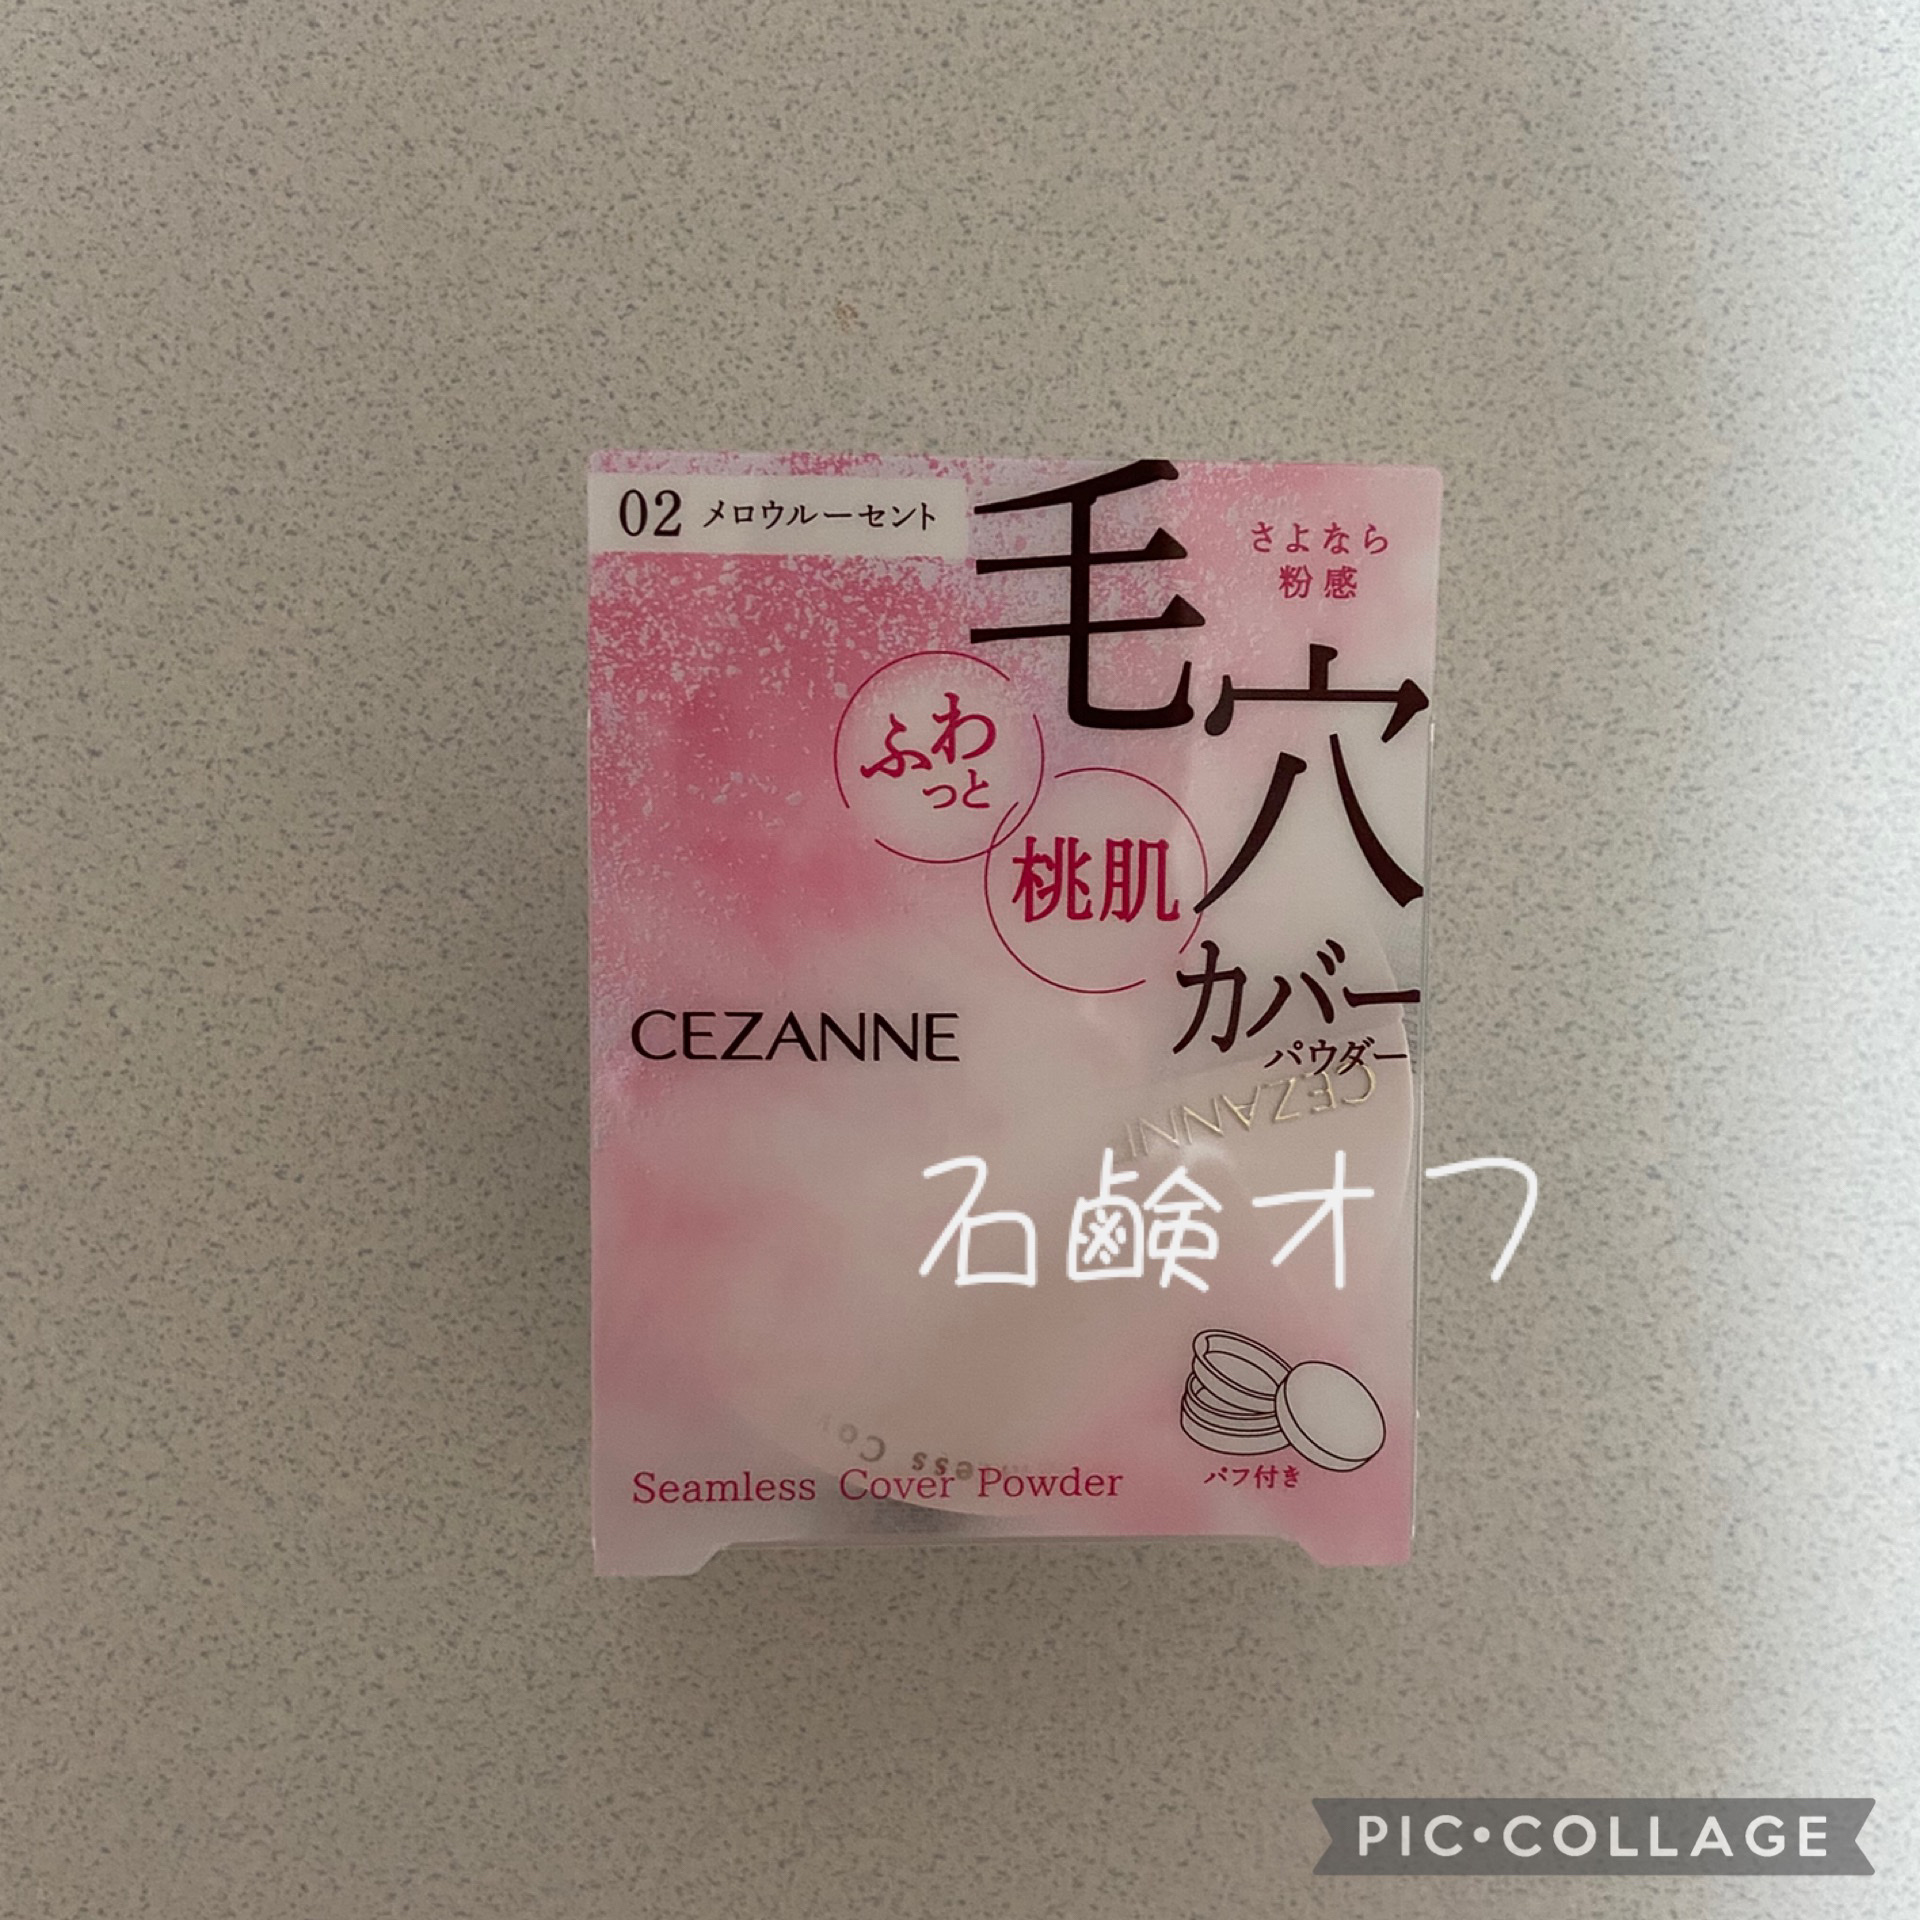 02 メロウルーセント
さよなら
粉感
毛穴
カバー
パウダー
ふわ
っと
桃肌
CEZANNE
CEZANNE
石鹸オフ
パフ付き
Seamless Cover Powder
PIC•COLLAGE